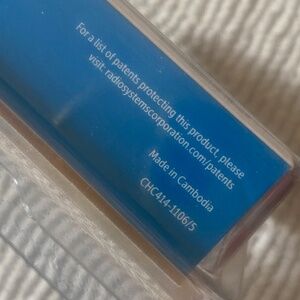 For a list of patents protecting this product, please
visit: radiosystemscorporation.com/patents
Made in Cambodia
CHC414-1106/5